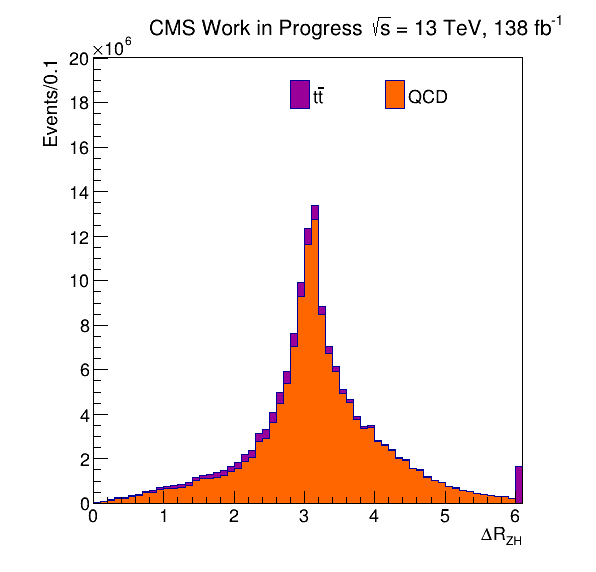 CMS Work in Progress √s = 13 TeV, 138 fb⁻¹
×10⁶
Events/0.1
20
18
16
14
12
10
8
6
4
2
0
tt̄
QCD
0 1 2 3 4 5 6
ΔR_ZH